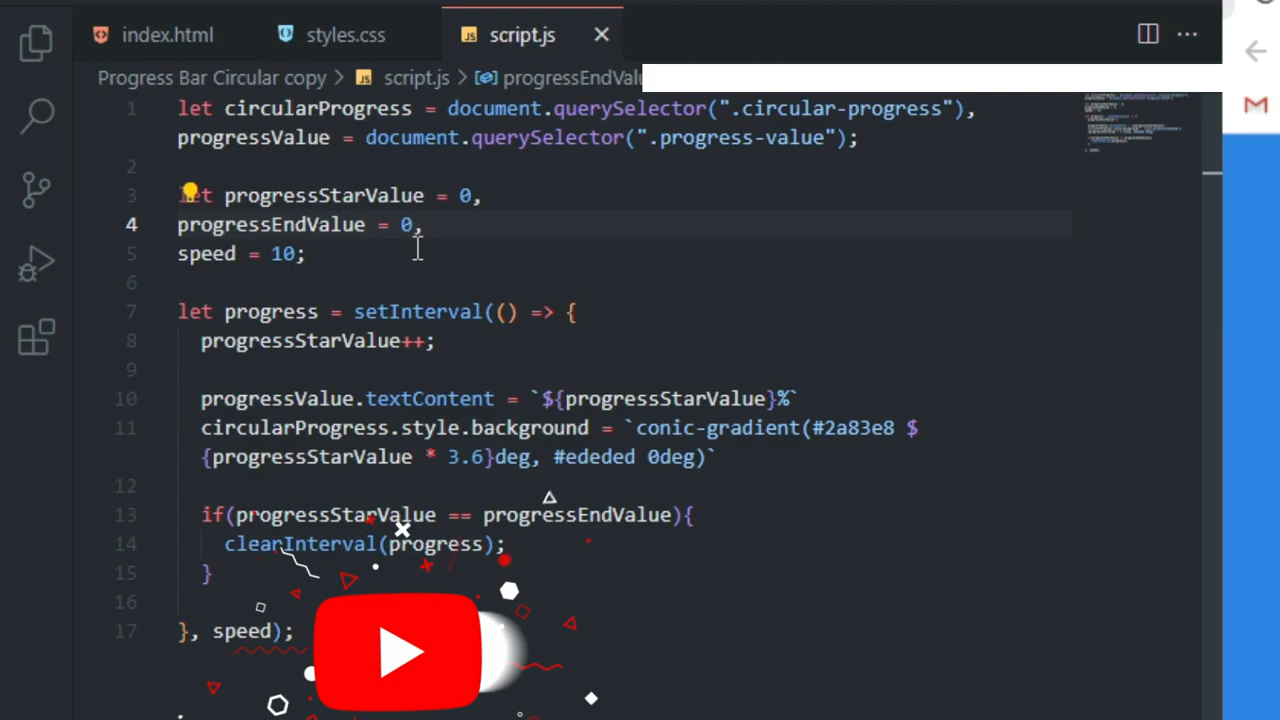 index.html
styles.css
script.js
Progress Bar Circular copy > script.js > progressEndValu
1 let circularProgress = document.querySelector(".circular-progress"),
progressValue = document.querySelector(".progress-value");
2
3 let progressStarValue = 0,
4 progressEndValue = 0,
5 speed = 10;
6
7 let progress = setInterval(() => {
8 progressStarValue++;
9
10 progressValue.textContent = `${progressStarValue}%`
11 circularProgress.style.background = `conic-gradient(#2a83e8 $
{progressStarValue * 3.6}deg, #ededed 0deg)`
12
13 if(progressStarValue == progressEndValue){
14 clearInterval(progress);
15 }
16
17 }, speed);